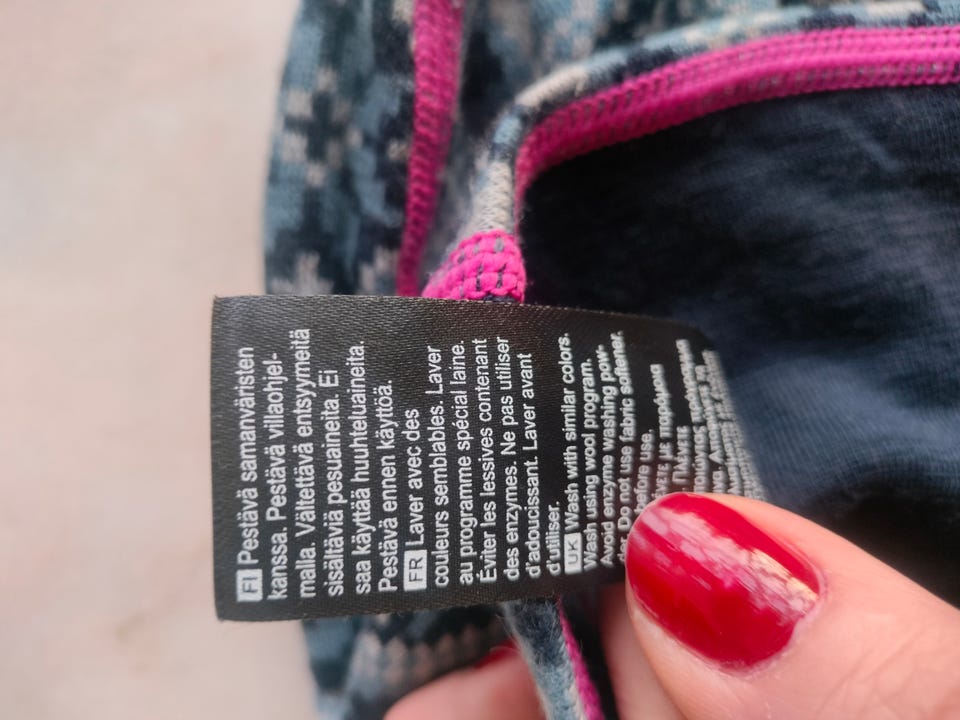 FI Pestävä samanväristen
kanssa. Pestävä villaohjel-
malla. Vältettävä entsyymeitä
sisältäviä pesuaineita. Ei
saa käyttää huuhteluaineita.
Pestävä ennen käyttöä.
FR Laver avec des
couleurs semblables. Laver
au programme spécial laine.
Éviter les lessives contenant
des enzymes. Ne pas utiliser
d'adoucissant. Laver avant
d'utiliser.
UK Wash with similar colors.
Wash using wool program.
Avoid enzyme washing pow-
der. Do not use fabric softener.
before use.
με παρόμοια
Πλύνετε